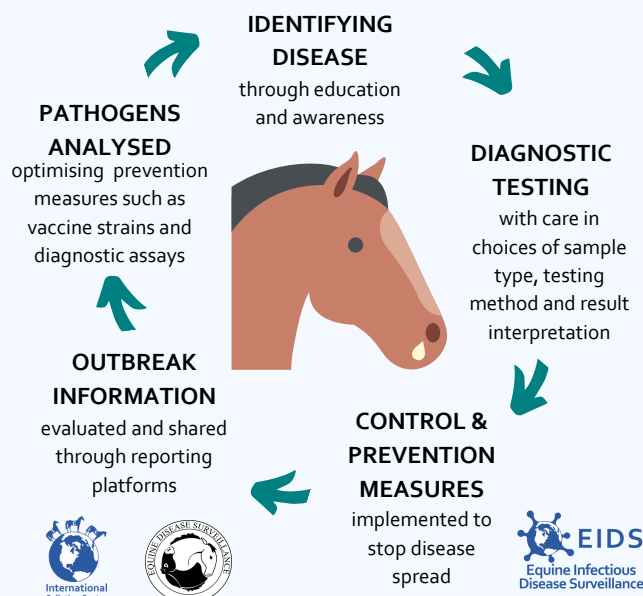 IDENTIFYING
DISEASE
through education
and awareness
DIAGNOSTIC
TESTING
with care in
choices of sample
type, testing
method and result
interpretation
CONTROL &
PREVENTION
MEASURES
implemented to
stop disease
spread
OUTBREAK
INFORMATION
evaluated and shared
through reporting
platforms
PATHOGENS
ANALYSED
optimising prevention
measures such as
vaccine strains and
diagnostic assays
International
EQUINE DISEASE SURVEILLANCE
EIDS
Equine Infectious
Disease Surveillance